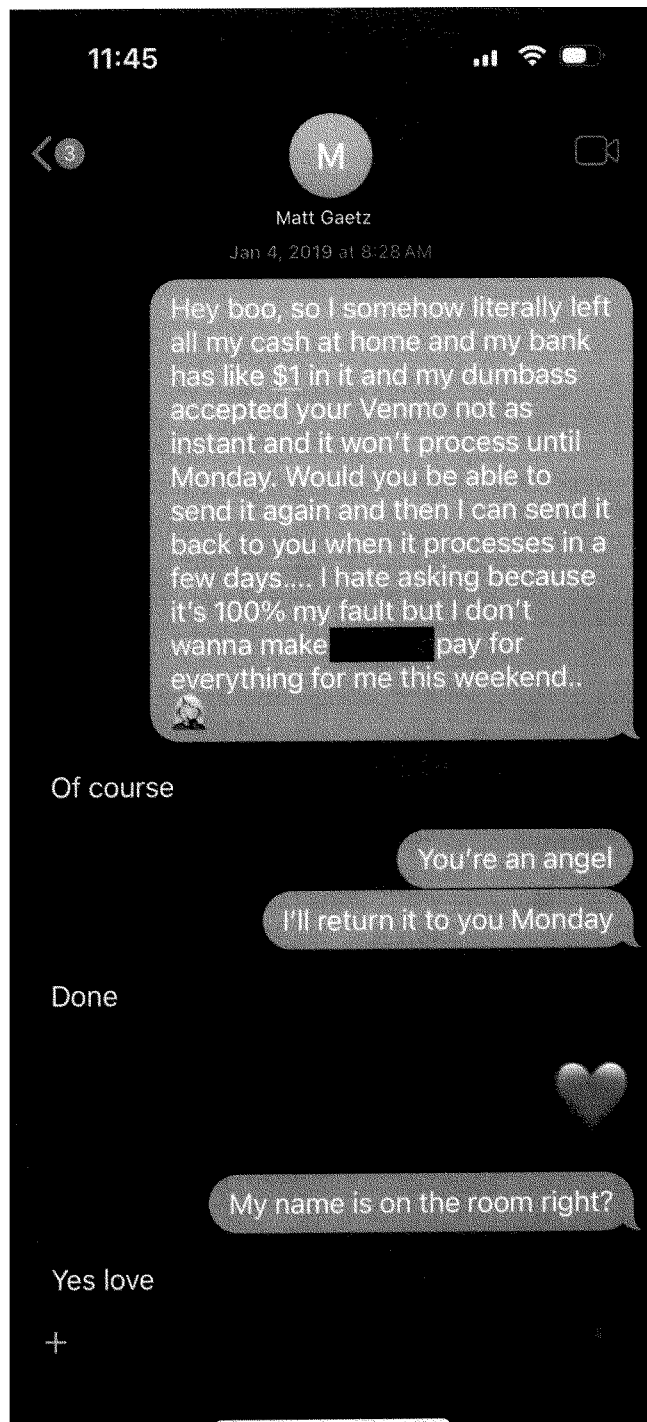 11:45
3
M
Matt Gaetz
Jan 4, 2019 at 8:28 AM
Hey boo, so I somehow literally left
all my cash at home and my bank
has like $1 in it and my dumbass
accepted your Venmo not as
instant and it won't process until
Monday. Would you be able to
send it again and then I can send it
back to you when it processes in a
few days.... I hate asking because
it's 100% my fault but I don't
wanna make pay for
everything for me this weekend..
🤦🏼‍♀️
Of course
You're an angel
I'll return it to you Monday
Done
My name is on the room right?
Yes love
+